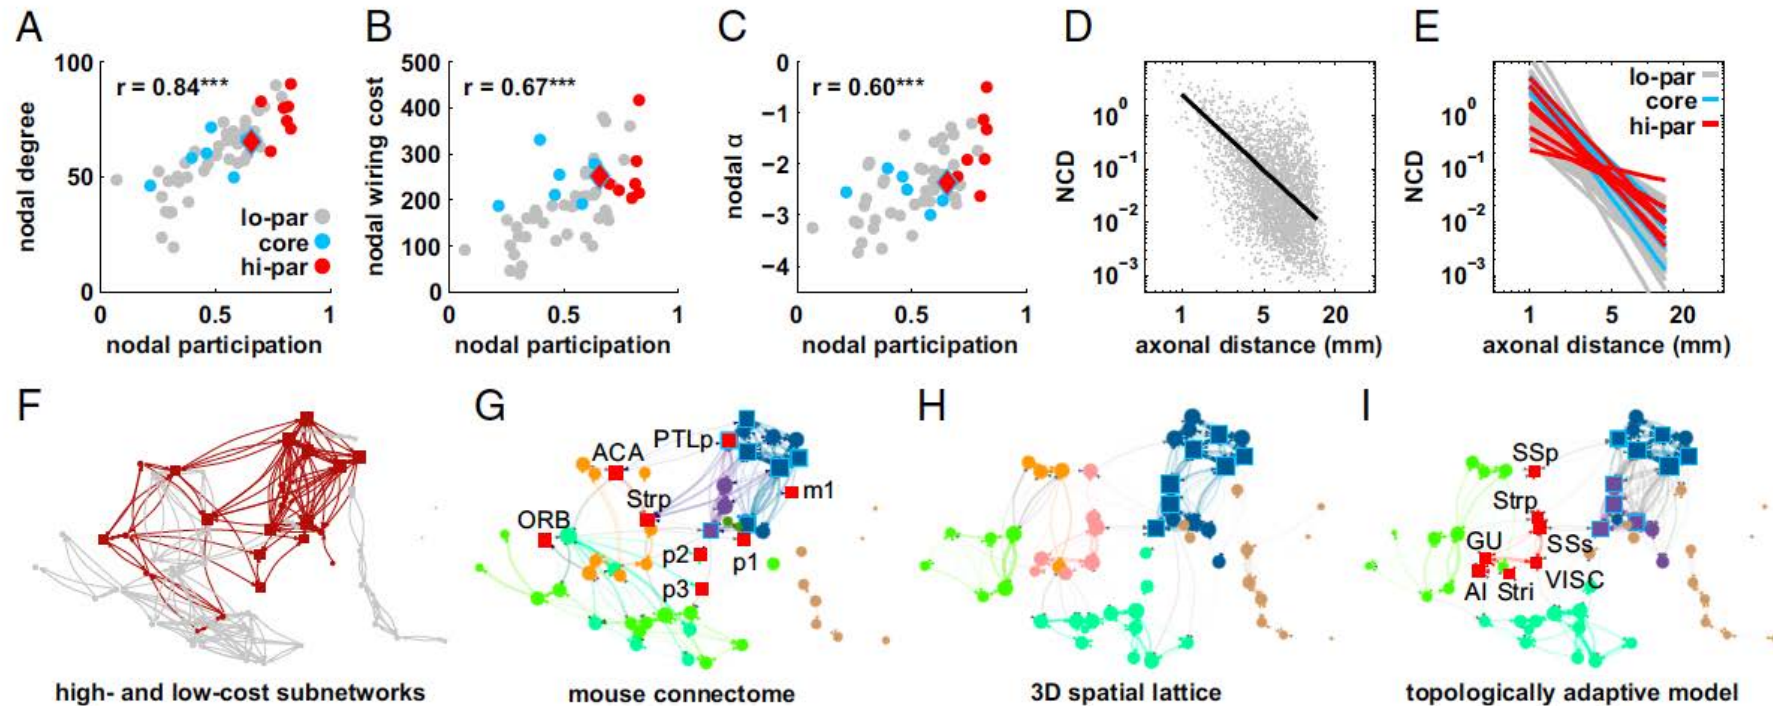 A
r = 0.84***
100
50
0
nodal degree
lo-par
core
hi-par
0 0.5 1
nodal participation
B
r = 0.67***
500
400
300
200
100
0
nodal wiring cost
0 0.5 1
nodal participation
C
r = 0.60***
0
−1
−2
−3
−4
nodal α
0 0.5 1
nodal participation
D
10⁰
10⁻¹
10⁻²
10⁻³
NCD
1 5 20
axonal distance (mm)
E
lo-par
core
hi-par
10⁰
10⁻¹
10⁻²
10⁻³
NCD
1 5 20
axonal distance (mm)
F
high- and low-cost subnetworks
G
PTLp
ACA
m1
Strp
ORB
p2
p1
p3
mouse connectome
H
3D spatial lattice
I
SSp
Strp
GU
SSs
VISC
AI Stri
topologically adaptive model